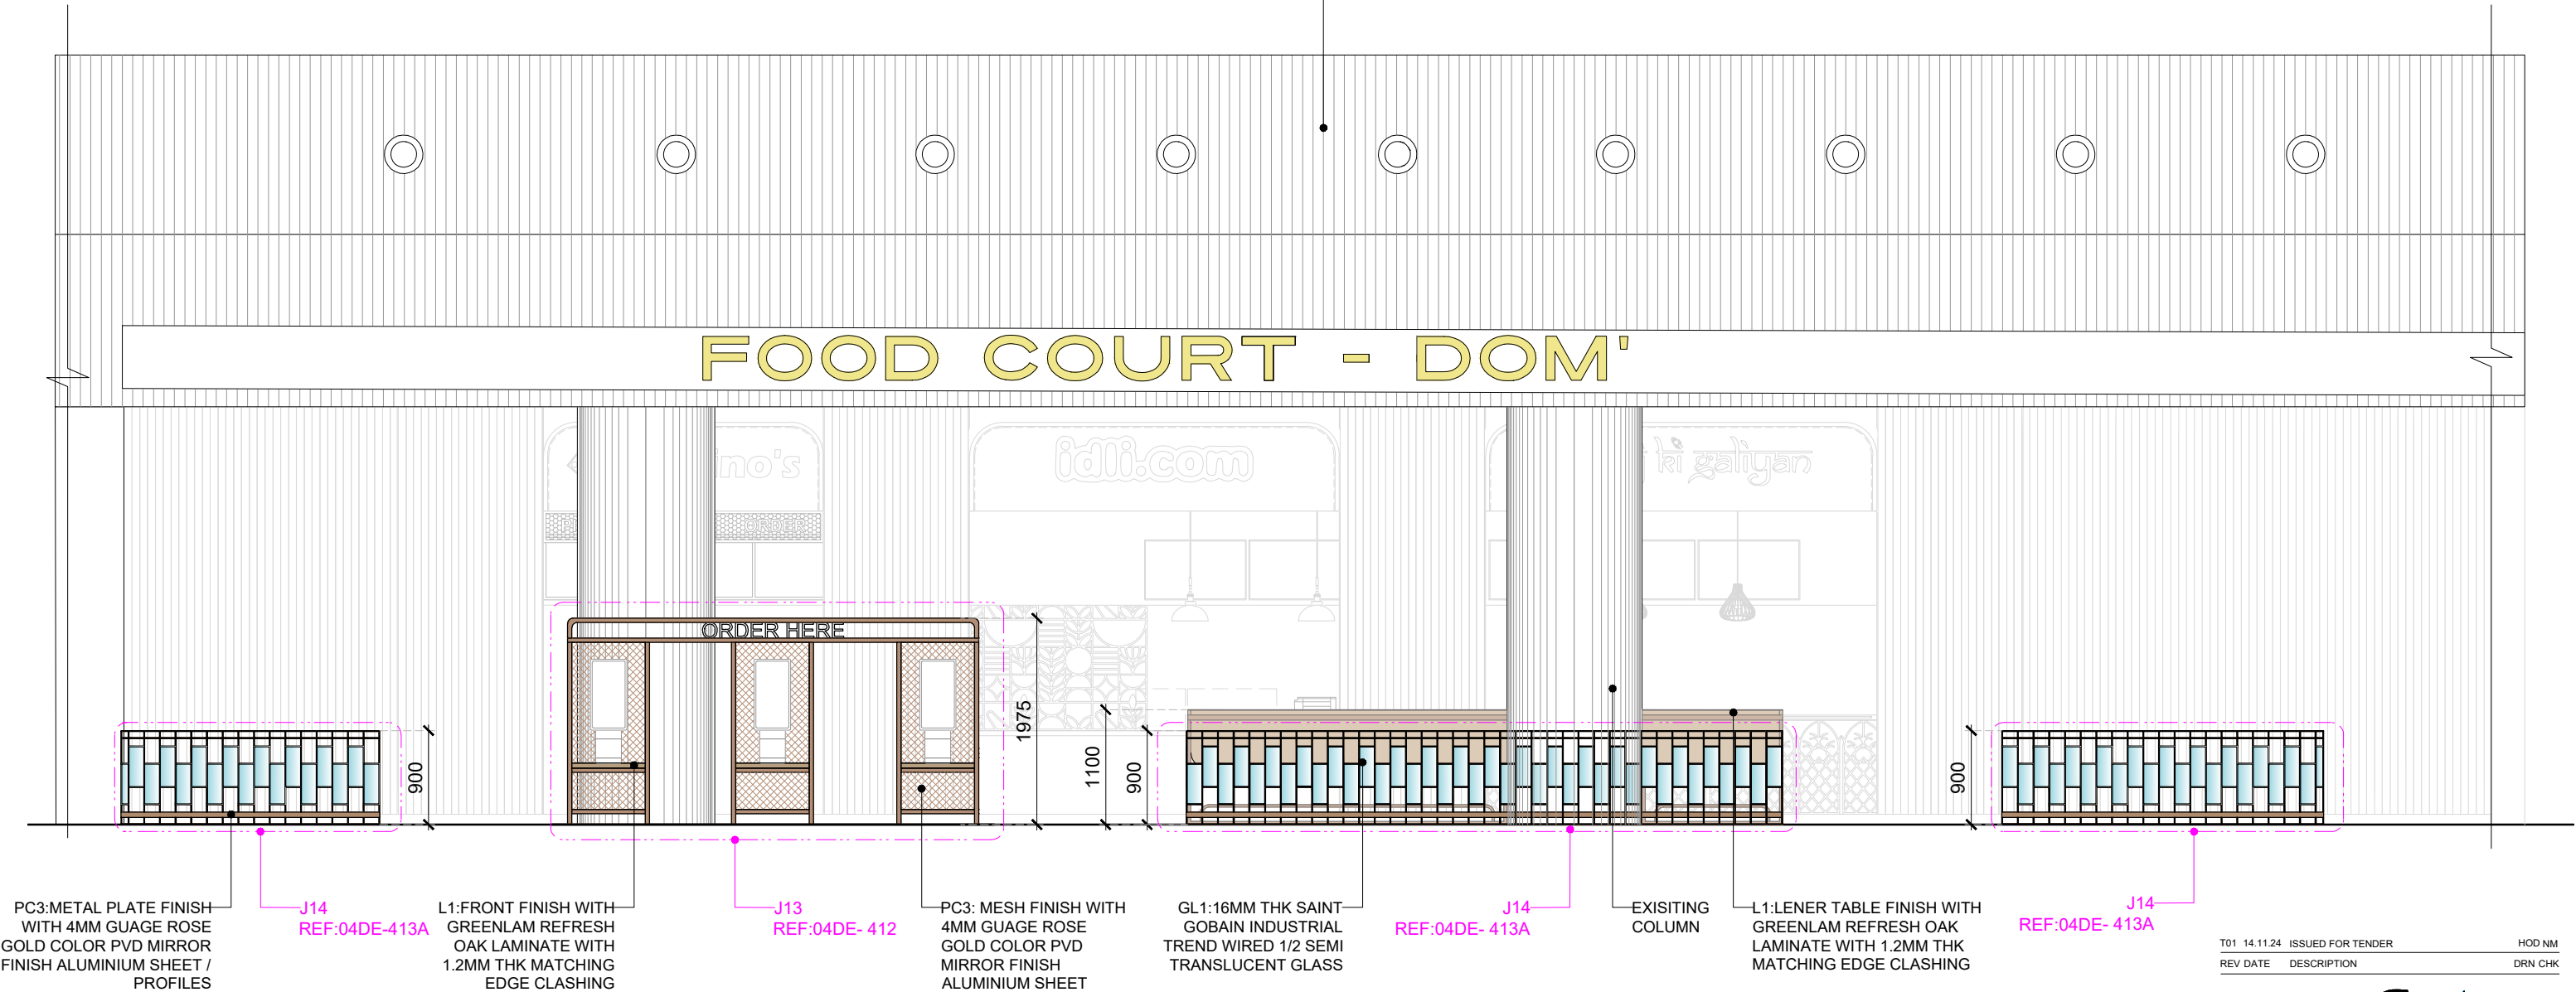 FOOD COURT - DOM'
no's
idli.com
ki galiyan
ORDER
ORDER HERE
1975
1100
900
900
900
PC3:METAL PLATE FINISH
WITH 4MM GUAGE ROSE
GOLD COLOR PVD MIRROR
FINISH ALUMINIUM SHEET /
PROFILES
J14
REF:04DE-413A
L1:FRONT FINISH WITH
GREENLAM REFRESH
OAK LAMINATE WITH
1.2MM THK MATCHING
EDGE CLASHING
J13
REF:04DE- 412
PC3: MESH FINISH WITH
4MM GUAGE ROSE
GOLD COLOR PVD
MIRROR FINISH
ALUMINIUM SHEET
GL1:16MM THK SAINT
GOBAIN INDUSTRIAL
TREND WIRED 1/2 SEMI
TRANSLUCENT GLASS
J14
REF:04DE- 413A
EXISITING
COLUMN
L1:LENER TABLE FINISH WITH
GREENLAM REFRESH OAK
LAMINATE WITH 1.2MM THK
MATCHING EDGE CLASHING
J14
REF:04DE- 413A
T01 14.11.24 ISSUED FOR TENDER HOD NM
REV DATE DESCRIPTION DRN CHK